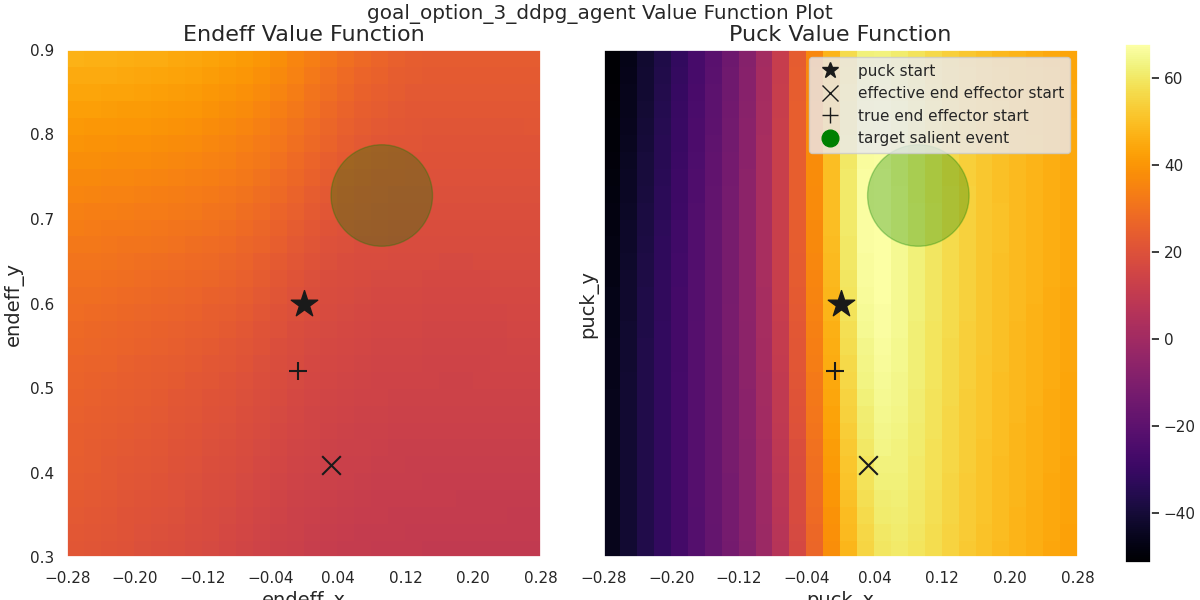 goal_option_3_ddpg_agent Value Function Plot
Endeff Value Function
Puck Value Function
puck start
effective end effector start
true end effector start
target salient event
endeff_y
0.9
0.8
0.7
0.6
0.5
0.4
0.3
−0.28 −0.20 −0.12 −0.04 0.04 0.12 0.20 0.28
endeff_x
puck_y
−0.28 −0.20 −0.12 −0.04 0.04 0.12 0.20 0.28
puck_x
60
40
20
0
−20
−40